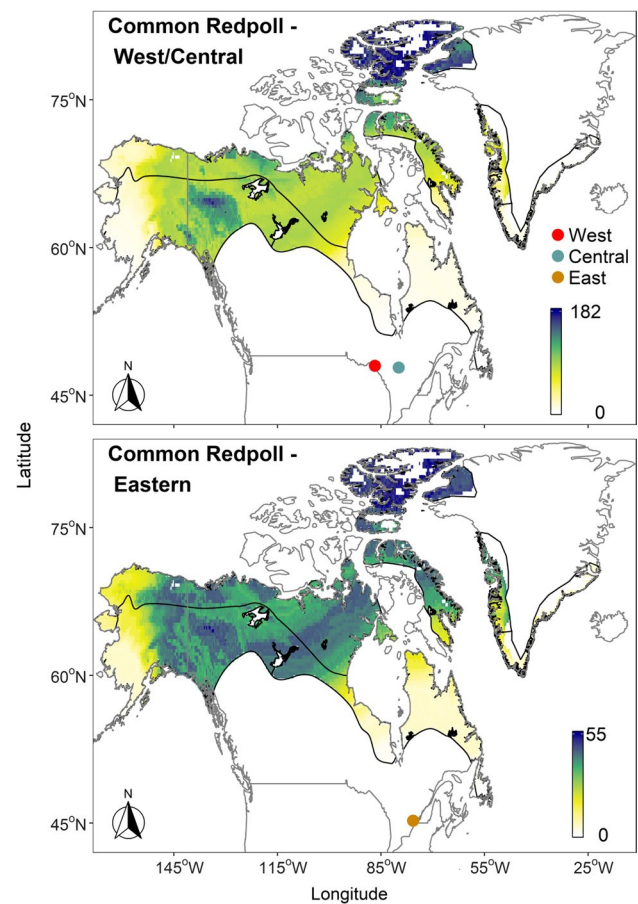 Common Redpoll -
West/Central
75°N
60°N
45°N
West
Central
East
182
0
N
Common Redpoll -
Eastern
75°N
60°N
45°N
55
0
N
145°W 115°W 85°W 55°W 25°W
Longitude
Latitude